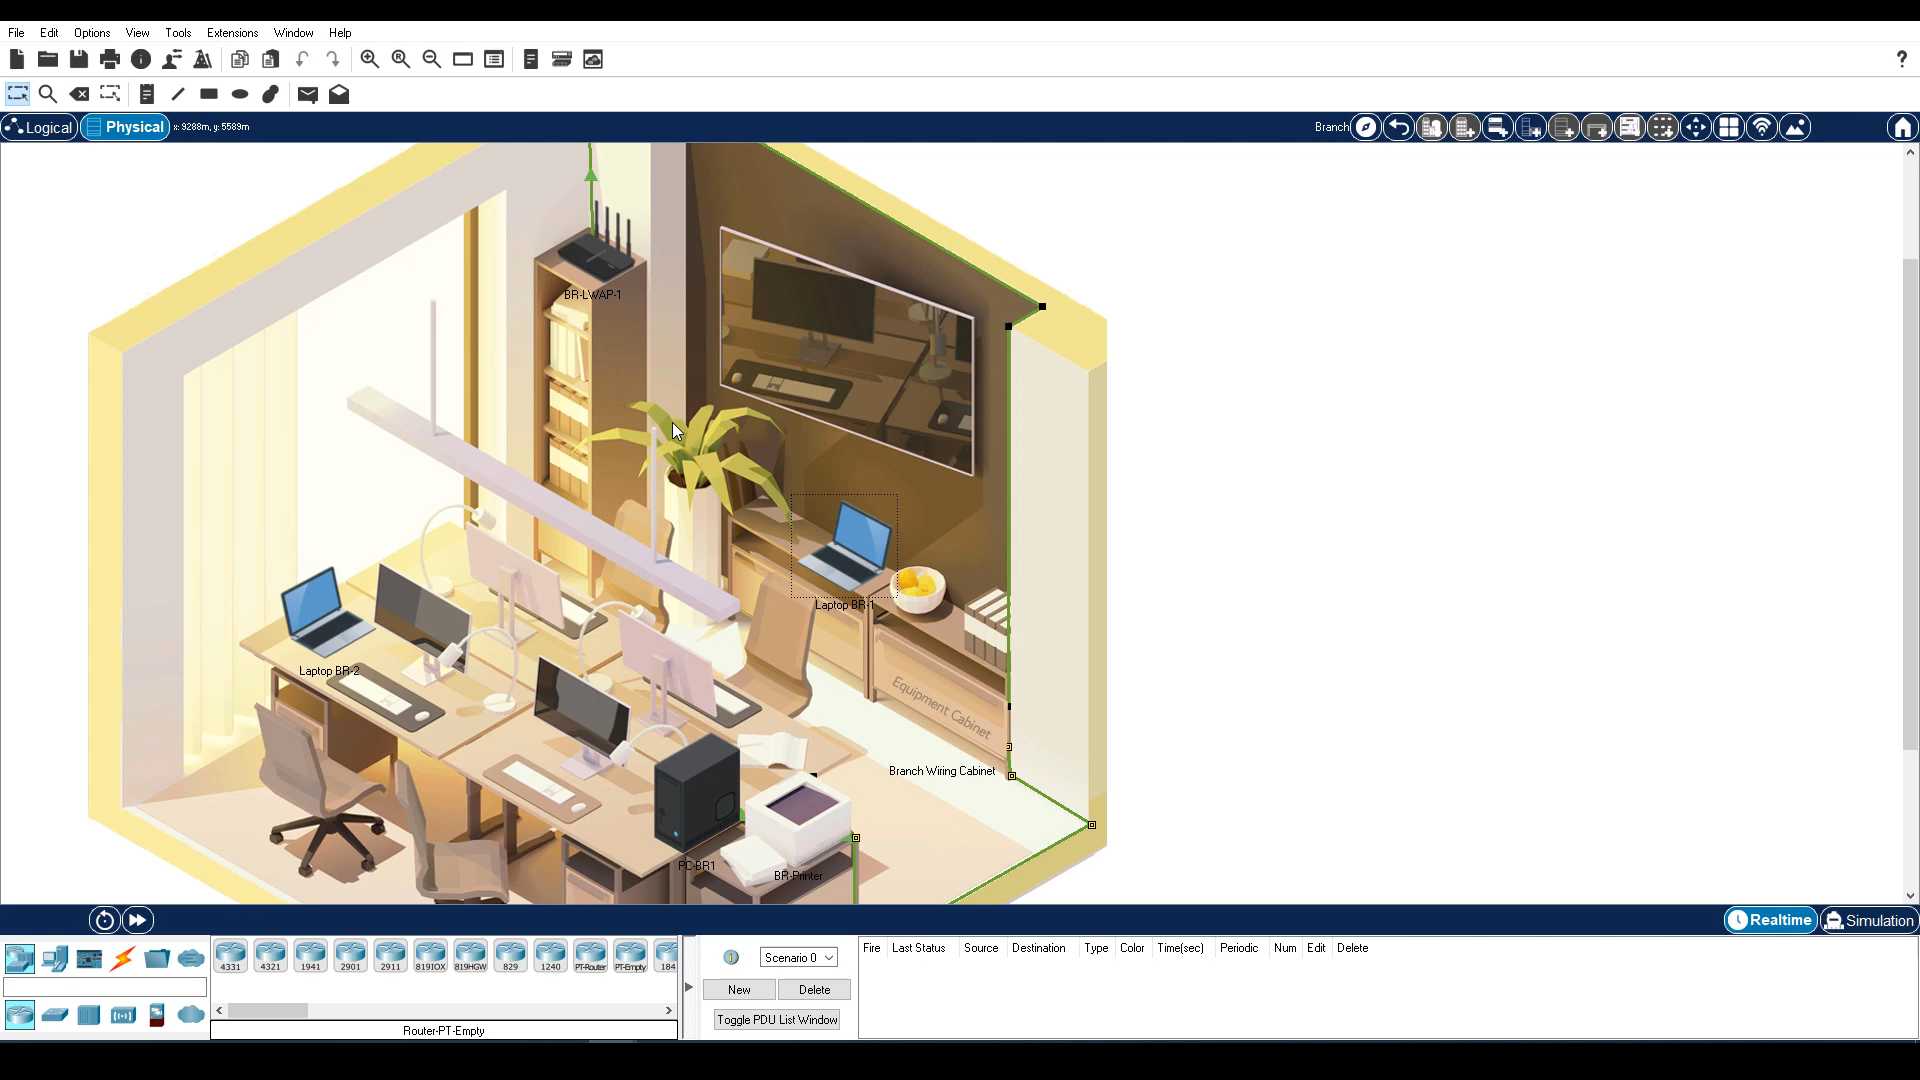 File Edit Options View Tools Extensions Window Help
?
Logical Physical x: 9288m, y: 5589m Branch
BR-LWAP-1
Laptop BR-1
Laptop BR-2
Equipment Cabinet
Branch Wiring Cabinet
PC-BR1
BR-Printer
Realtime Simulation
4331 4321 1941 2901 2911 819IOX 819HGW 829 1240 PT-Router PT-Empty 184
Router-PT-Empty
Scenario 0
New Delete
Toggle PDU List Window
Fire Last Status Source Destination Type Color Time(sec) Periodic Num Edit Delete